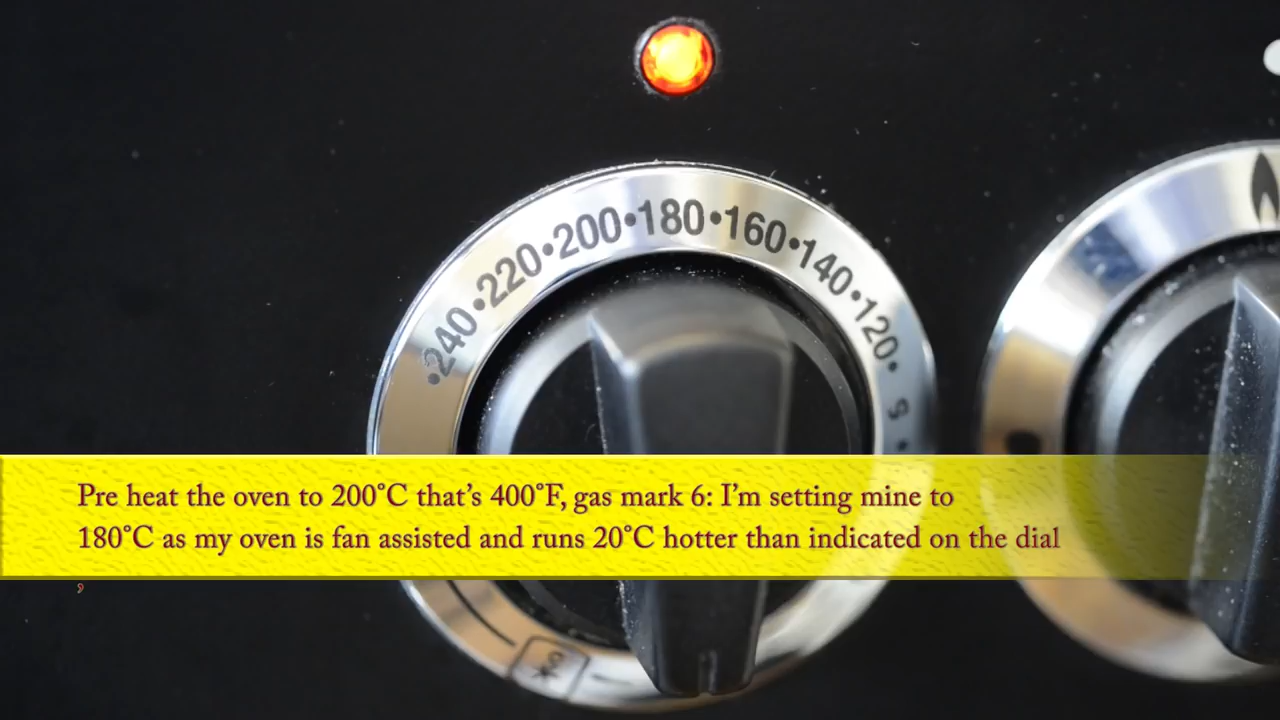 240•220•200•180•160•140•120•
Pre heat the oven to 200°C that's 400°F, gas mark 6: I'm setting mine to
180°C as my oven is fan assisted and runs 20°C hotter than indicated on the dial
,